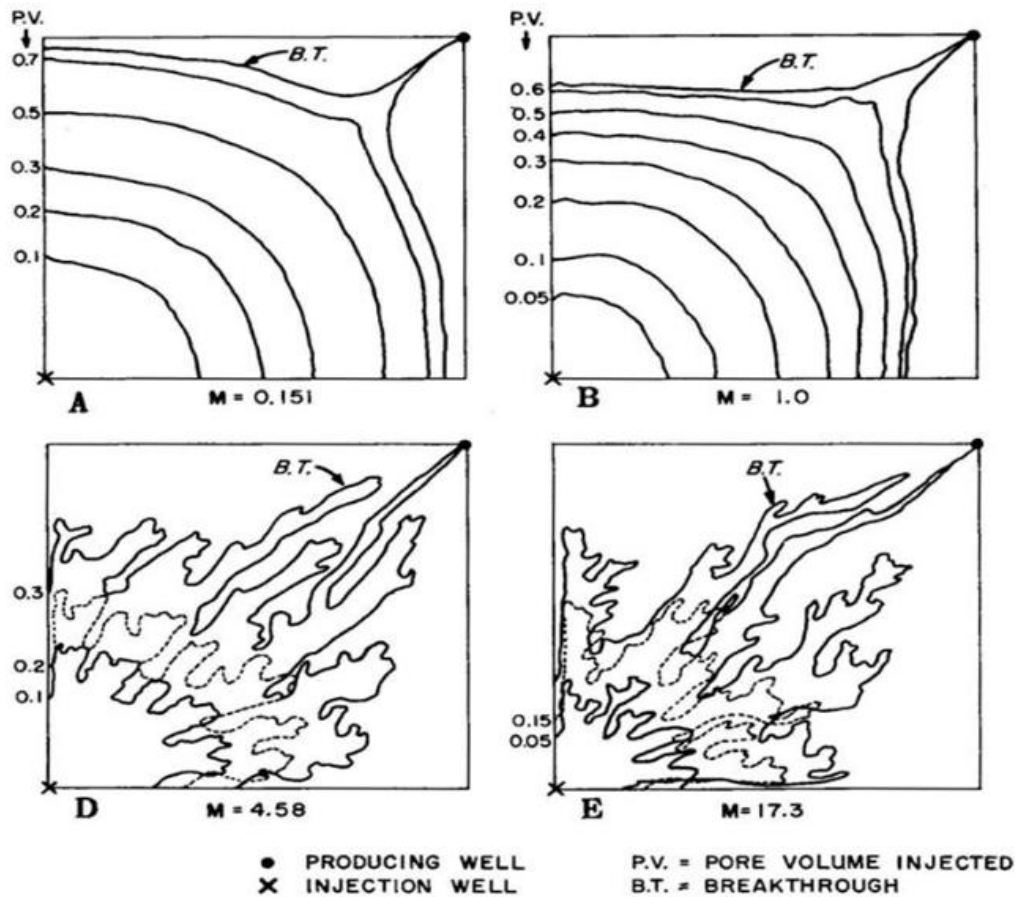 P.V.
0.7
0.5
0.3
0.2
0.1
B.T.
A
M = 0.151
P.V.
0.6
0.5
0.4
0.3
0.2
0.1
0.05
B.T.
B
M = 1.0
B.T.
0.3
0.2
0.1
D
M = 4.58
B.T.
0.15
0.05
E
M = 17.3
● PRODUCING WELL
× INJECTION WELL
P.V. = PORE VOLUME INJECTED
B.T. = BREAKTHROUGH